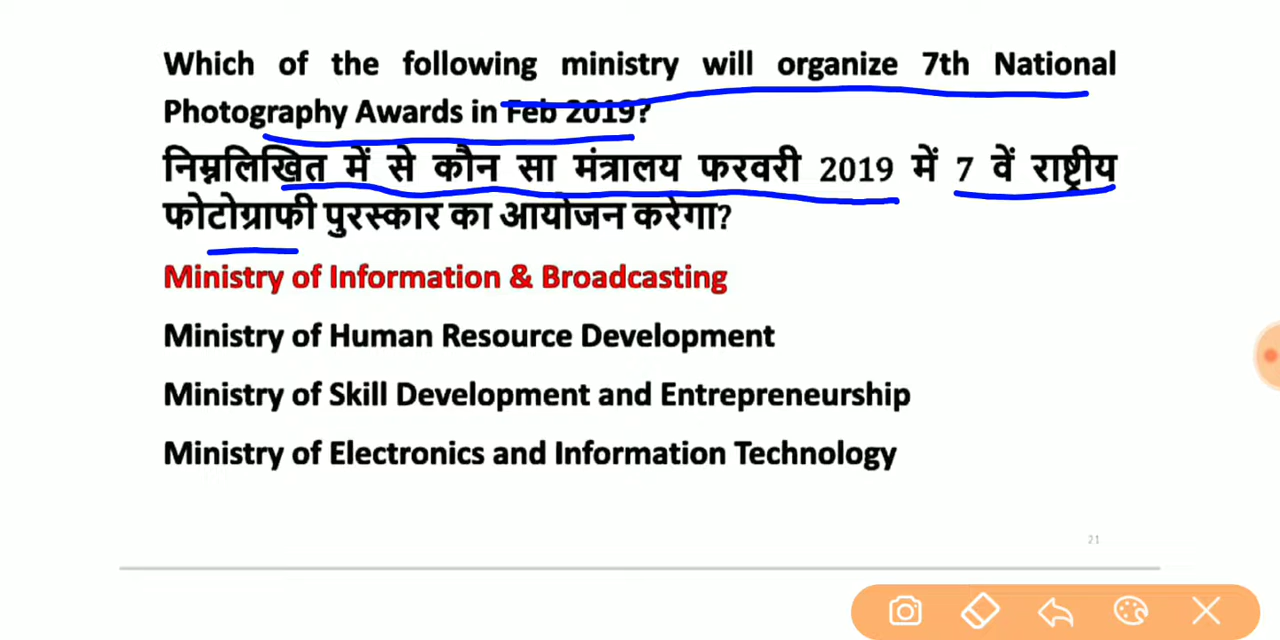 Which of the following ministry will organize 7th National
Photography Awards in Feb 2019?
निम्नलिखित में से कौन सा मंत्रालय फरवरी 2019 में 7 वें राष्ट्रीय
फोटोग्राफी पुरस्कार का आयोजन करेगा?
Ministry of Information & Broadcasting
Ministry of Human Resource Development
Ministry of Skill Development and Entrepreneurship
Ministry of Electronics and Information Technology
21